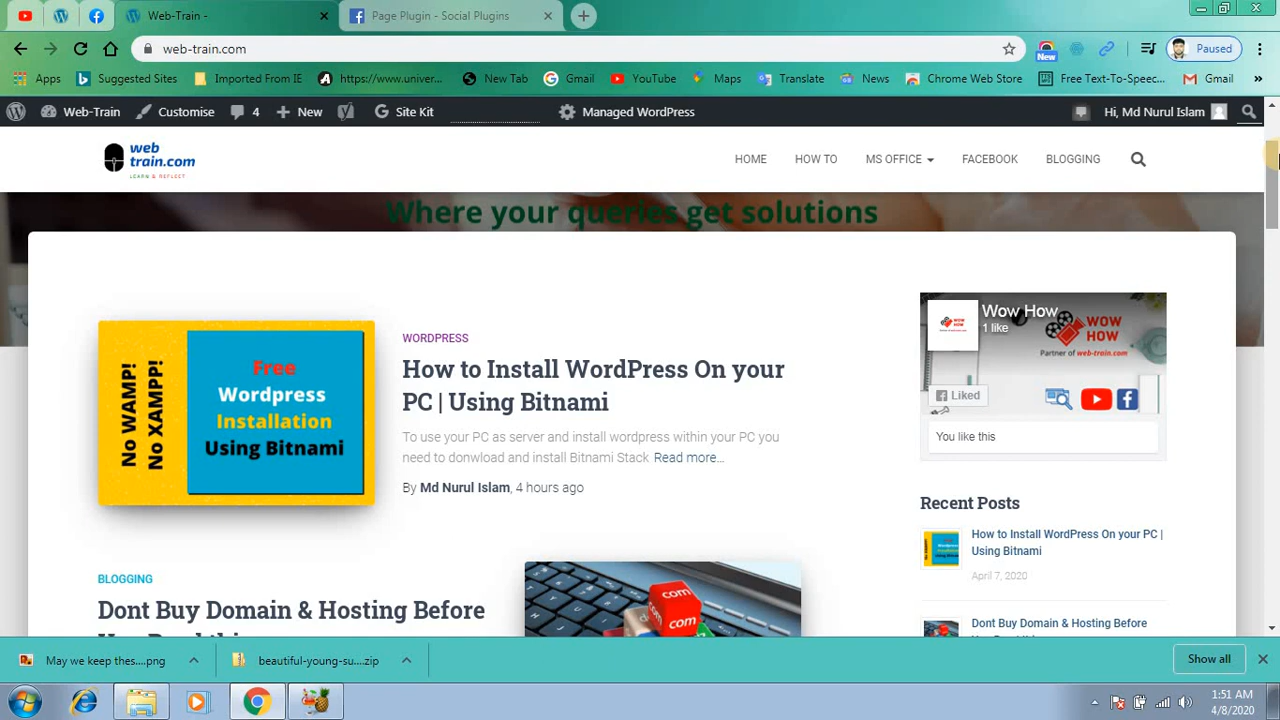 Web-Train -
Page Plugin - Social Plugins
web-train.com
New
Paused
Apps
Suggested Sites
Imported From IE
https://www.univer...
New Tab
Gmail
YouTube
Maps
Translate
News
Chrome Web Store
Free Text-To-Speec...
Gmail
»
Web-Train
Customise
4
New
Site Kit
Managed WordPress
Hi, Md Nurul Islam
web
train.com
LEARN & REFLECT
HOME
HOW TO
MS OFFICE
FACEBOOK
BLOGGING
Where your queries get solutions
No WAMP!
No XAMPP!
Free
Wordpress
Installation
Using Bitnami
WORDPRESS
How to Install WordPress On your
PC | Using Bitnami
To use your PC as server and install wordpress within your PC you
need to donwload and install Bitnami Stack Read more...
By Md Nurul Islam, 4 hours ago
BLOGGING
Dont Buy Domain & Hosting Before
com
com
Wow How
1 like
WOW
HOW
Partner of web-train.com
Liked
You like this
Recent Posts
How to Install WordPress On your PC |
Using Bitnami
April 7, 2020
Dont Buy Domain & Hosting Before
May we keep thes....png
beautiful-young-su....zip
Show all
1:51 AM
4/8/2020